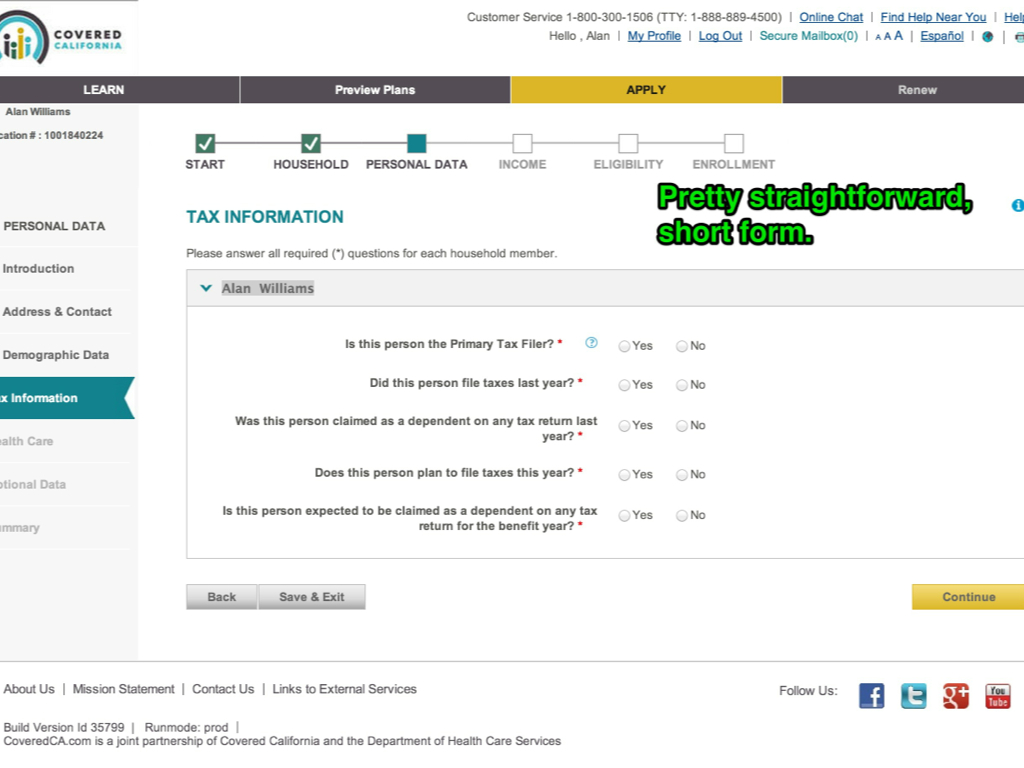 Customer Service 1-800-300-1506 (TTY: 1-888-889-4500) | Online Chat | Find Help Near You | Help
COVERED
CALIFORNIA
Hello , Alan | My Profile | Log Out | Secure Mailbox(0) | A A A | Español |
LEARN Preview Plans APPLY Renew
Alan Williams
cation # : 1001840224
START HOUSEHOLD PERSONAL DATA INCOME ELIGIBILITY ENROLLMENT
Pretty straightforward,
short form.
TAX INFORMATION
PERSONAL DATA
Please answer all required (*) questions for each household member.
Introduction
Alan Williams
Address & Contact
Is this person the Primary Tax Filer? * ? Yes No
Demographic Data
Did this person file taxes last year? * Yes No
x Information
Was this person claimed as a dependent on any tax return last
year? * Yes No
ealth Care
Does this person plan to file taxes this year? * Yes No
ptional Data
Is this person expected to be claimed as a dependent on any tax
return for the benefit year? * Yes No
ummary
Back Save & Exit Continue
About Us | Mission Statement | Contact Us | Links to External Services
Follow Us:
You
Tube
Build Version Id 35799 | Runmode: prod |
CoveredCA.com is a joint partnership of Covered California and the Department of Health Care Services